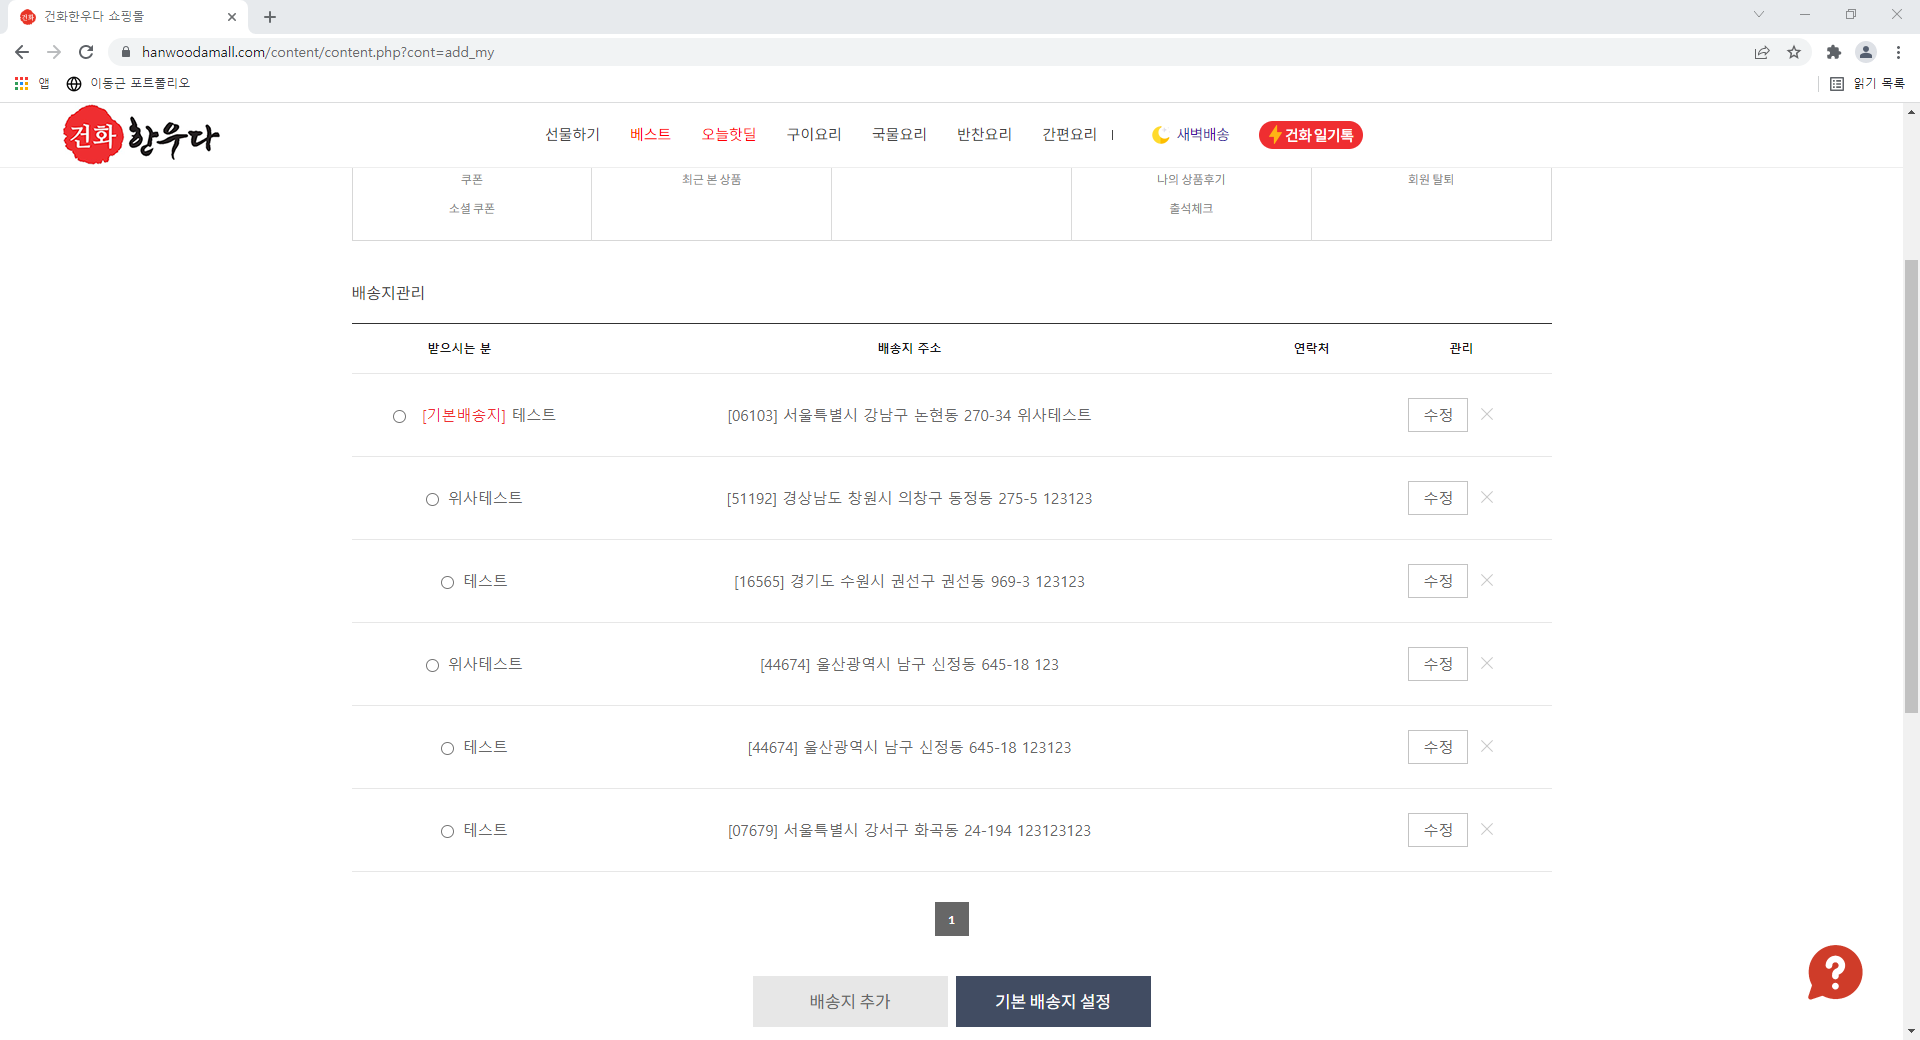 건화한우다 쇼핑몰
hanwoodamall.com/content/content.php?cont=add_my
앱 이동근 포트폴리오 읽기 목록
건화 한우다 선물하기 베스트 오늘핫딜 구이요리 국물요리 반찬요리 간편요리 | 새벽배송 건화 일기톡
쿠폰 최근 본 상품 나의 상품후기 회원 탈퇴
소셜 쿠폰 출석체크
배송지관리
받으시는 분 배송지 주소 연락처 관리
[기본배송지] 테스트 [06103] 서울특별시 강남구 논현동 270-34 위사테스트 수정
위사테스트 [51192] 경상남도 창원시 의창구 동정동 275-5 123123 수정
테스트 [16565] 경기도 수원시 권선구 권선동 969-3 123123 수정
위사테스트 [44674] 울산광역시 남구 신정동 645-18 123 수정
테스트 [44674] 울산광역시 남구 신정동 645-18 123123 수정
테스트 [07679] 서울특별시 강서구 화곡동 24-194 123123123 수정
1
배송지 추가 기본 배송지 설정